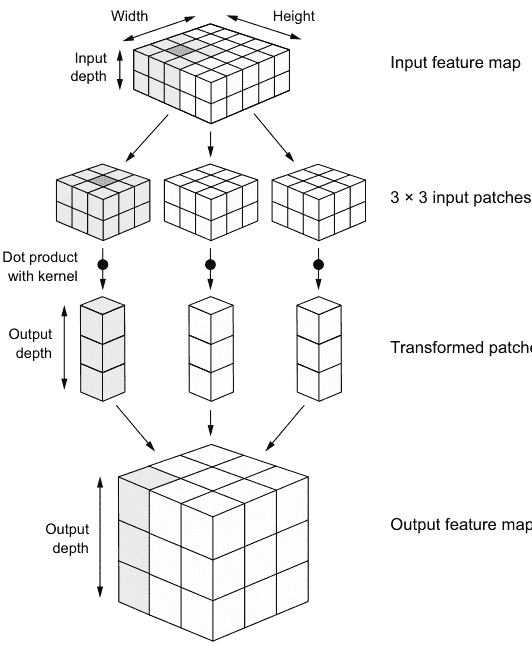 Width
Height
Input
depth
Input feature map
3 × 3 input patches
Dot product
with kernel
Output
depth
Transformed patche
Output feature map
Output
depth